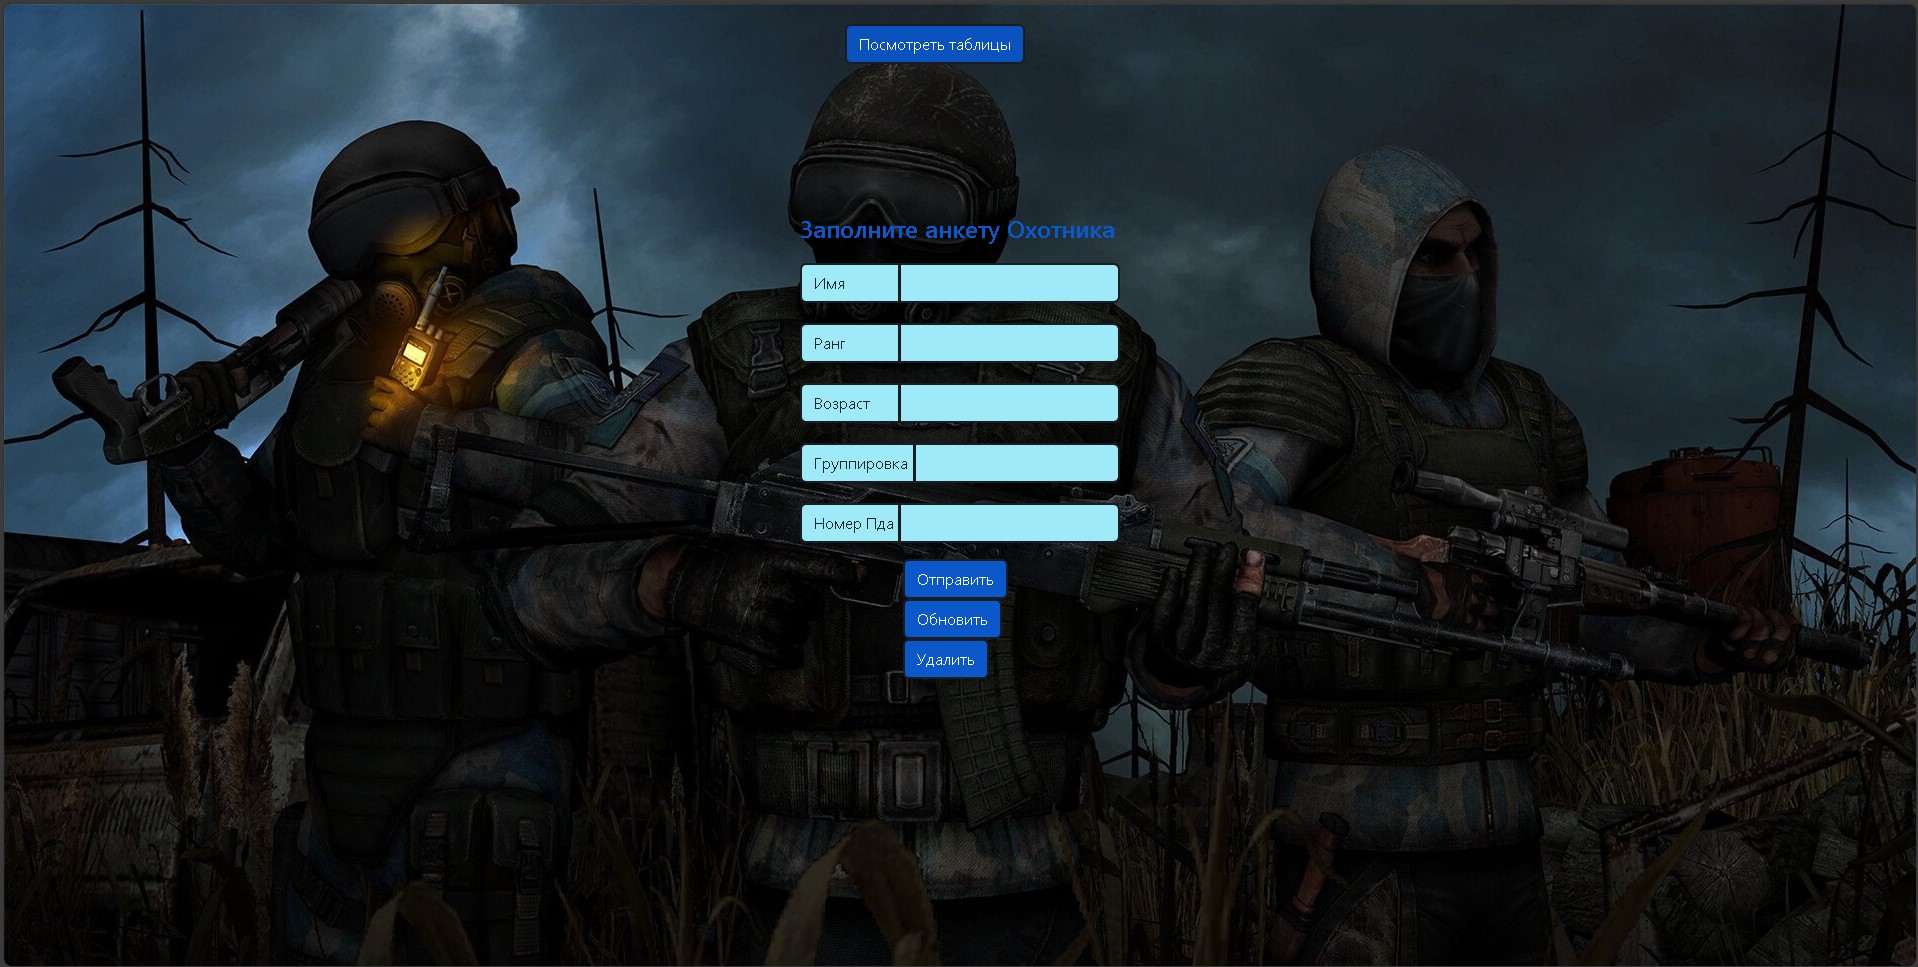 Посмотреть таблицы
Заполните анкету Охотника
Имя
Ранг
Возраст
Группировка
Номер Пда
Отправить
Обновить
Удалить